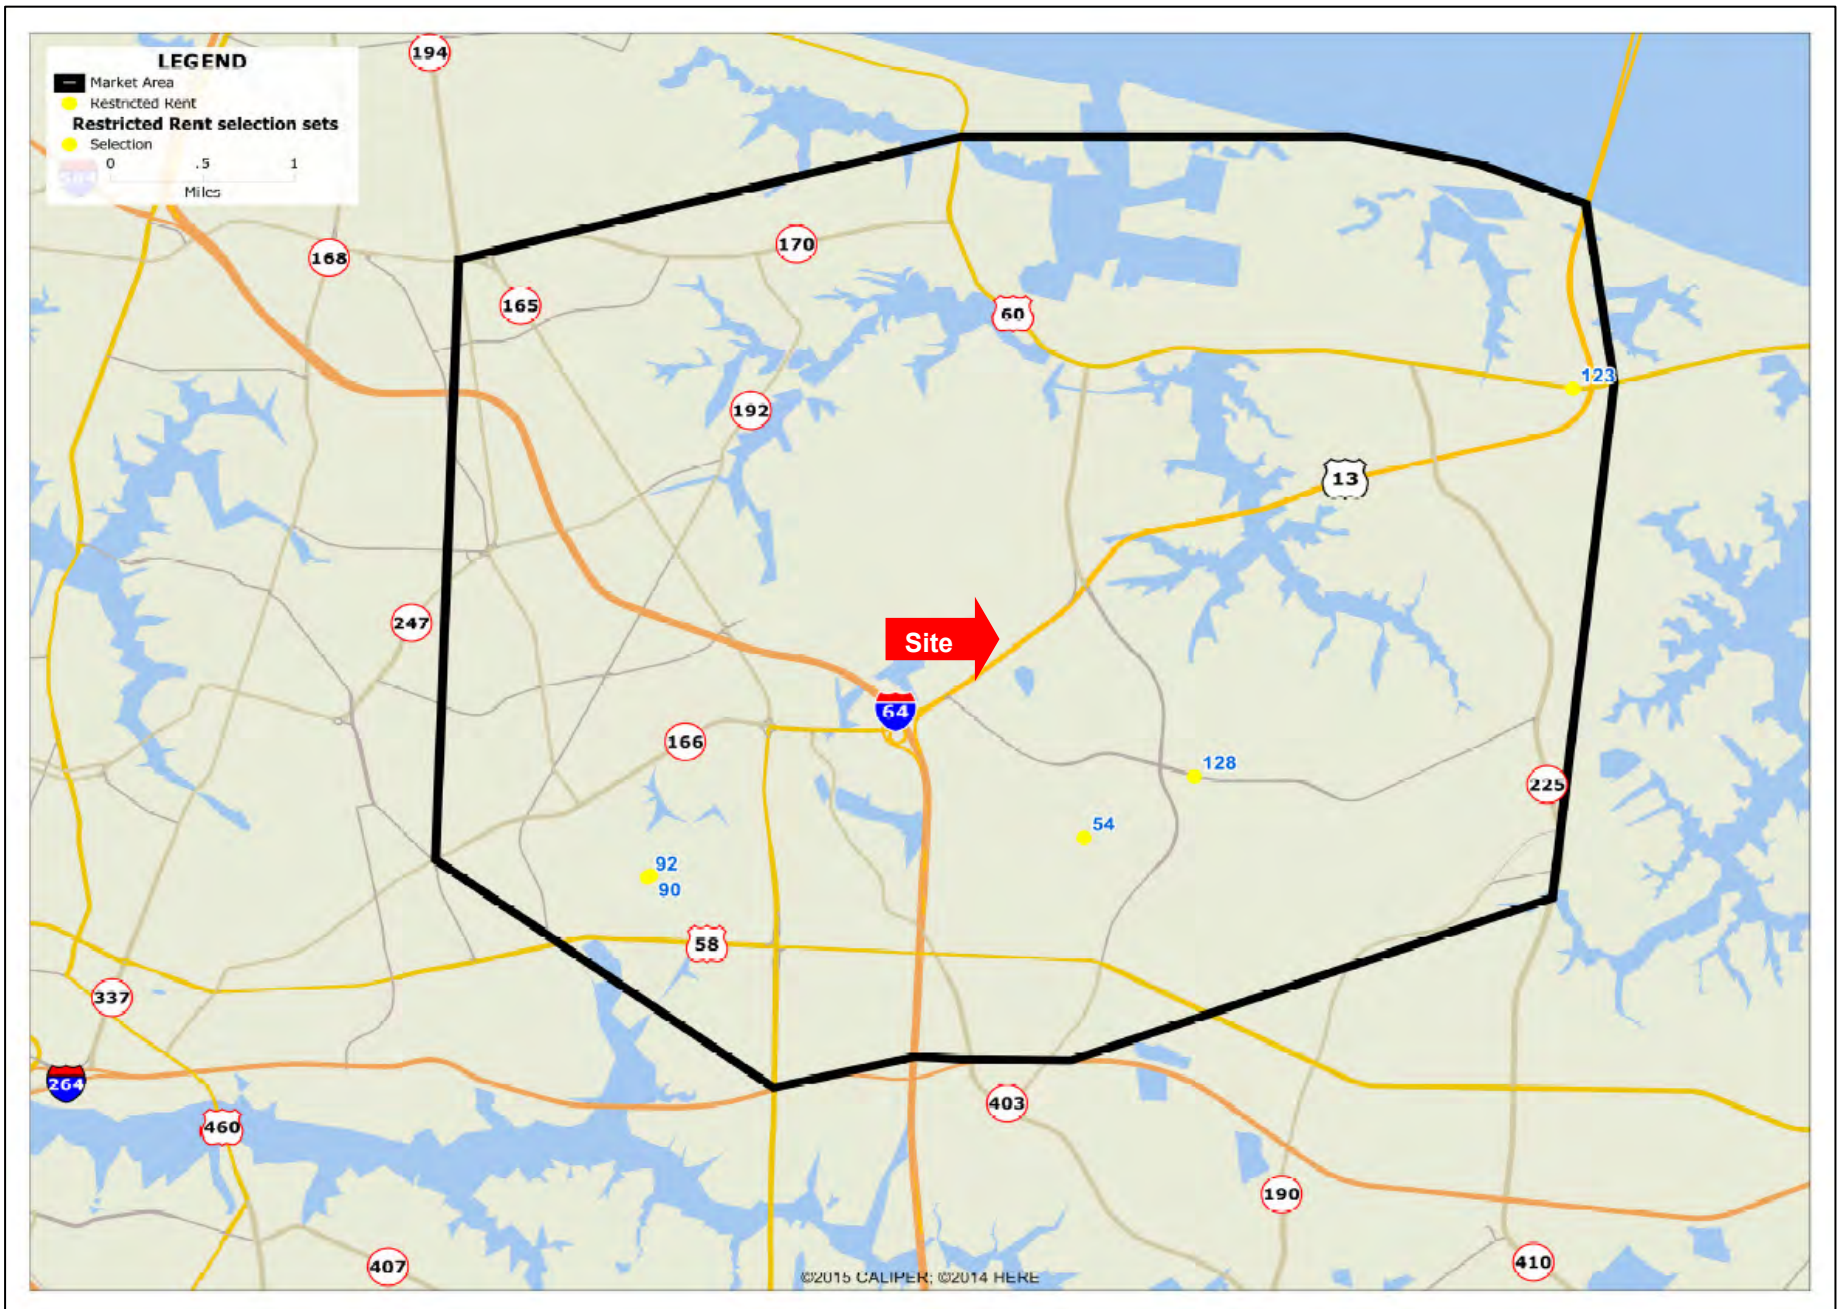 LEGEND
Market Area
Restricted Rent
Restricted Rent selection sets
Selection
0 .5 1
Miles
564
194
168
170
165
60
123
192
13
247
Site
64
166
128
225
54
92
90
58
337
264
403
460
190
407
410
©2015 CALIPER; ©2014 HERE